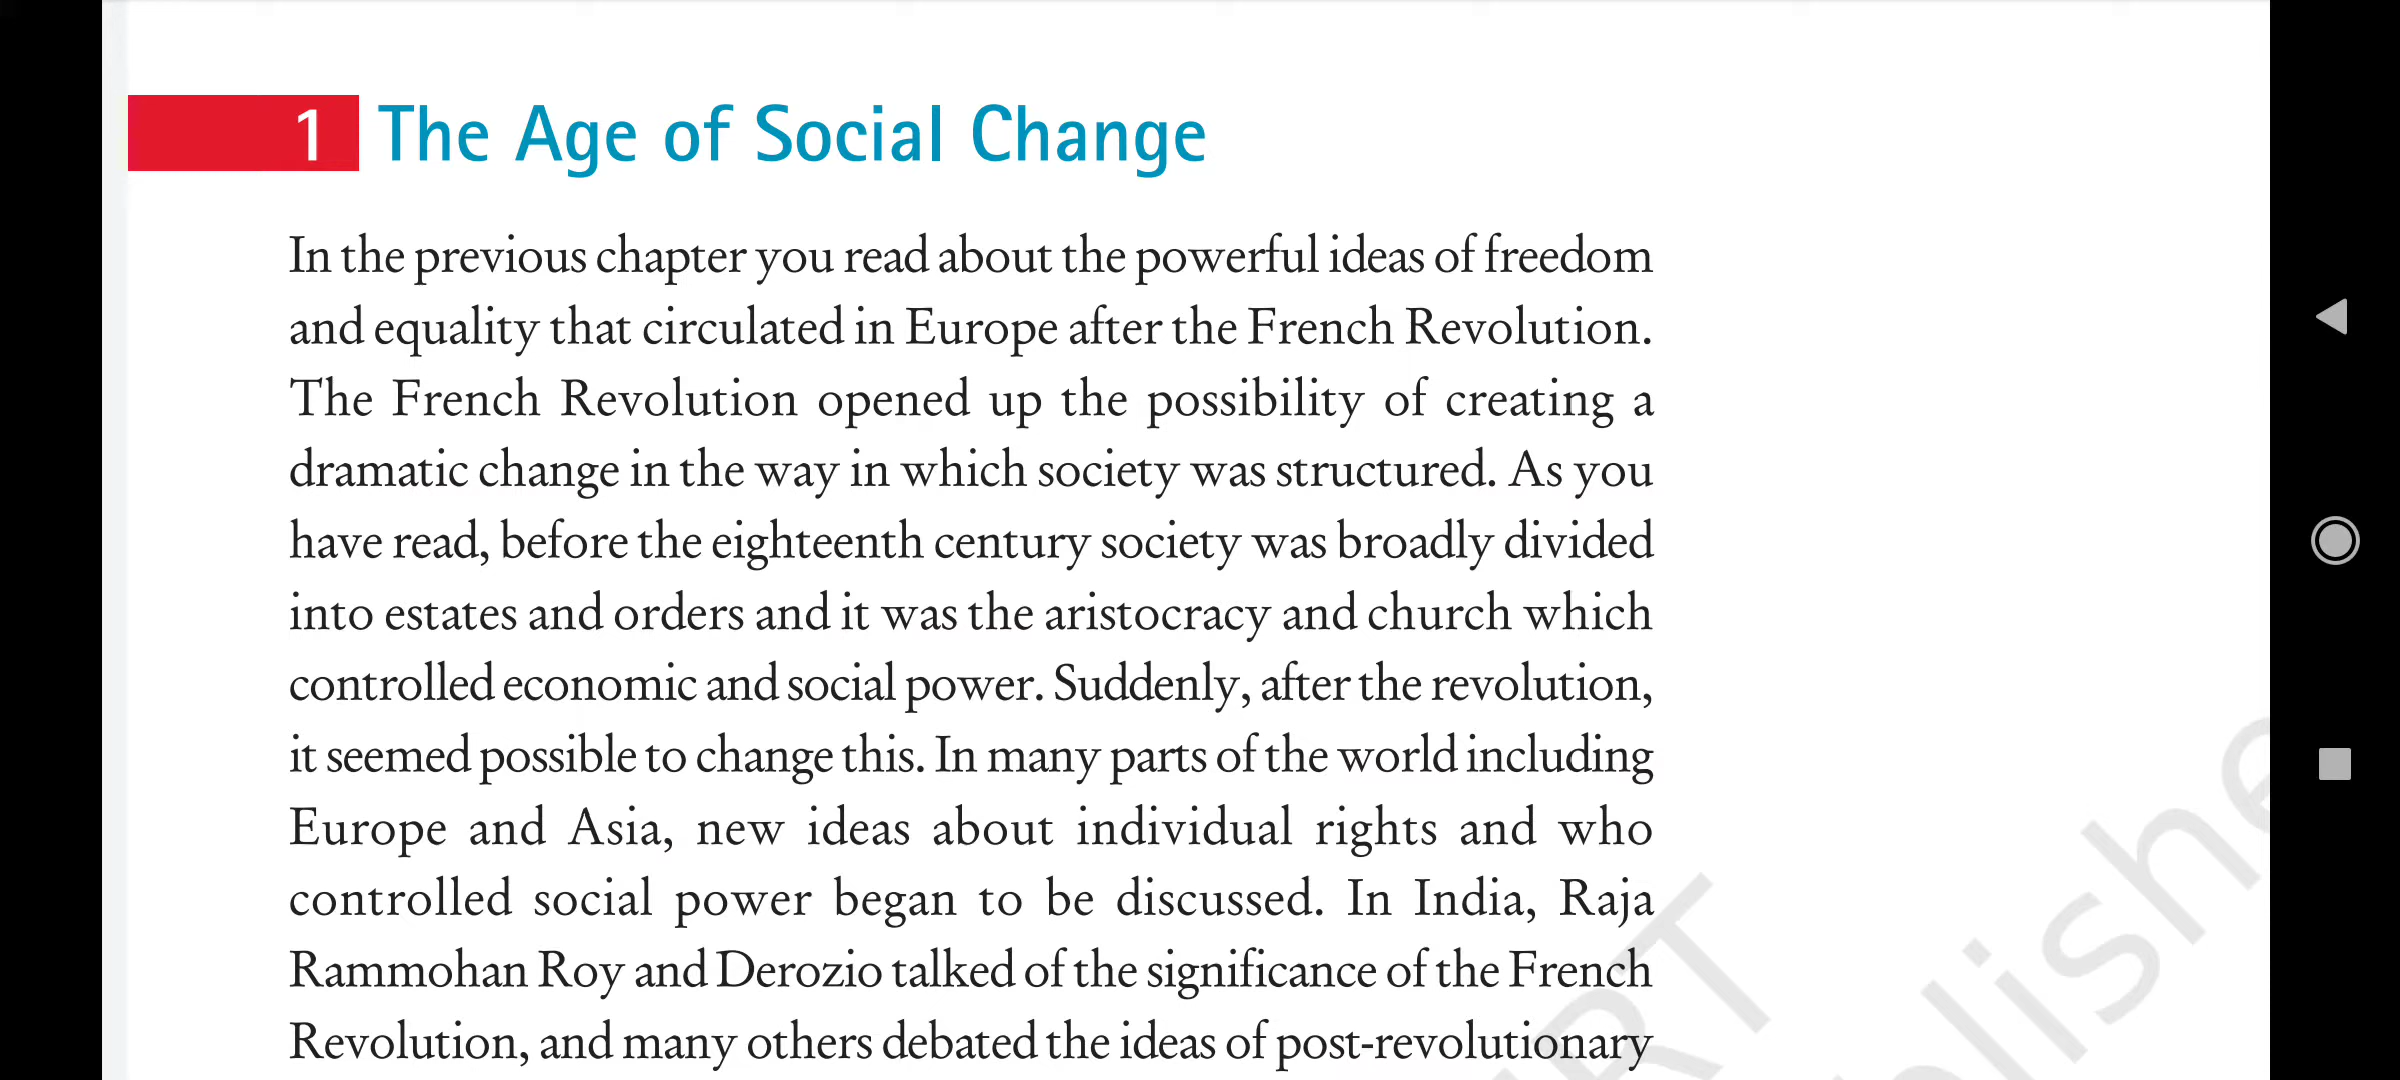 1 The Age of Social Change
In the previous chapter you read about the powerful ideas of freedom
and equality that circulated in Europe after the French Revolution.
The French Revolution opened up the possibility of creating a
dramatic change in the way in which society was structured. As you
have read, before the eighteenth century society was broadly divided
into estates and orders and it was the aristocracy and church which
controlled economic and social power. Suddenly, after the revolution,
it seemed possible to change this. In many parts of the world including
Europe and Asia, new ideas about individual rights and who
controlled social power began to be discussed. In India, Raja
Rammohan Roy and Derozio talked of the significance of the French
Revolution, and many others debated the ideas of post-revolutionary